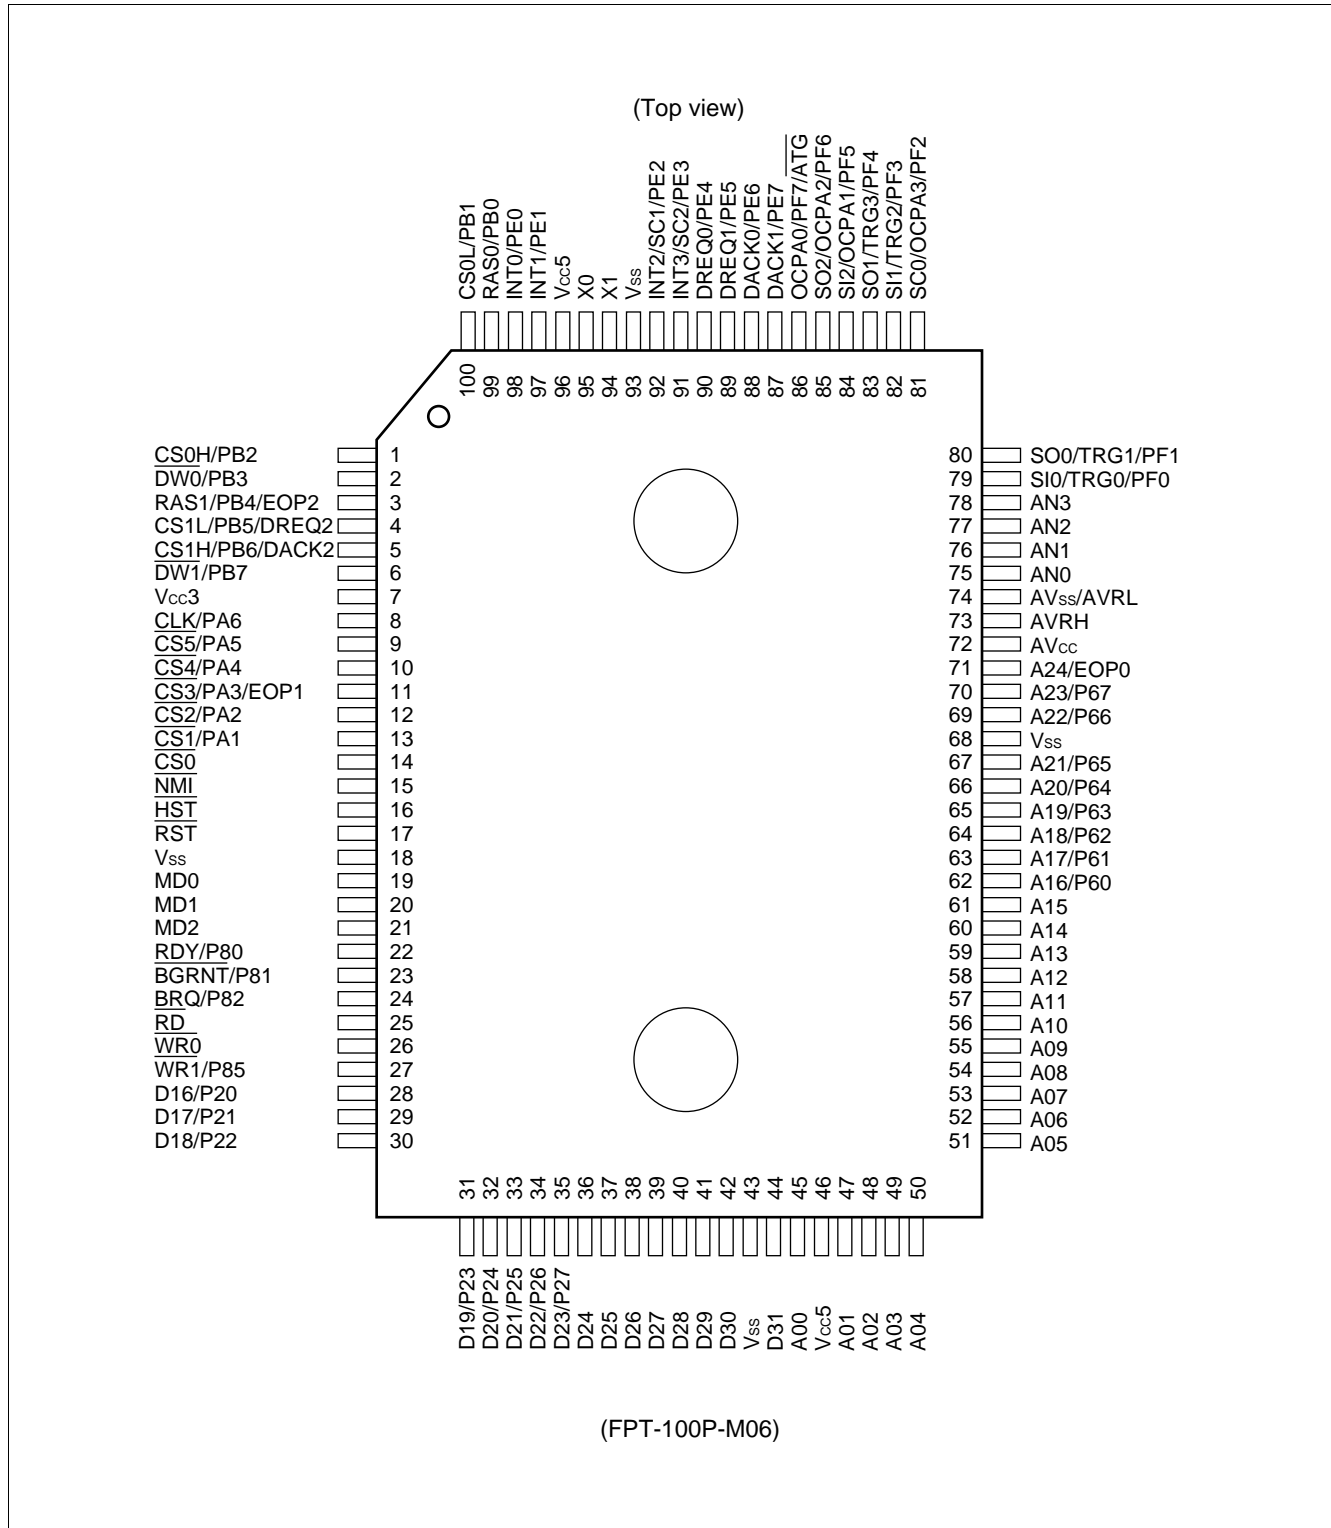 (Top view)
CS0L/PB1
RAS0/PB0
INT0/PE0
INT1/PE1
Vcc5
X0
X1
Vss
INT2/SC1/PE2
INT3/SC2/PE3
DREQ0/PE4
DREQ1/PE5
DACK0/PE6
DACK1/PE7
OCPA0/PF7/ATG
SO2/OCPA2/PF6
SI2/OCPA1/PF5
SO1/TRG3/PF4
SI1/TRG2/PF3
SC0/OCPA3/PF2
100
99
98
97
96
95
94
93
92
91
90
89
88
87
86
85
84
83
82
81
CS0H/PB2 1
DW0/PB3 2
RAS1/PB4/EOP2 3
CS1L/PB5/DREQ2 4
CS1H/PB6/DACK2 5
DW1/PB7 6
Vcc3 7
CLK/PA6 8
CS5/PA5 9
CS4/PA4 10
CS3/PA3/EOP1 11
CS2/PA2 12
CS1/PA1 13
CS0 14
NMI 15
HST 16
RST 17
Vss 18
MD0 19
MD1 20
MD2 21
RDY/P80 22
BGRNT/P81 23
BRQ/P82 24
RD 25
WR0 26
WR1/P85 27
D16/P20 28
D17/P21 29
D18/P22 30
80 SO0/TRG1/PF1
79 SI0/TRG0/PF0
78 AN3
77 AN2
76 AN1
75 AN0
74 AVss/AVRL
73 AVRH
72 AVcc
71 A24/EOP0
70 A23/P67
69 A22/P66
68 Vss
67 A21/P65
66 A20/P64
65 A19/P63
64 A18/P62
63 A17/P61
62 A16/P60
61 A15
60 A14
59 A13
58 A12
57 A11
56 A10
55 A09
54 A08
53 A07
52 A06
51 A05
31
32
33
34
35
36
37
38
39
40
41
42
43
44
45
46
47
48
49
50
D19/P23
D20/P24
D21/P25
D22/P26
D23/P27
D24
D25
D26
D27
D28
D29
D30
Vss
D31
A00
Vcc5
A01
A02
A03
A04
(FPT-100P-M06)